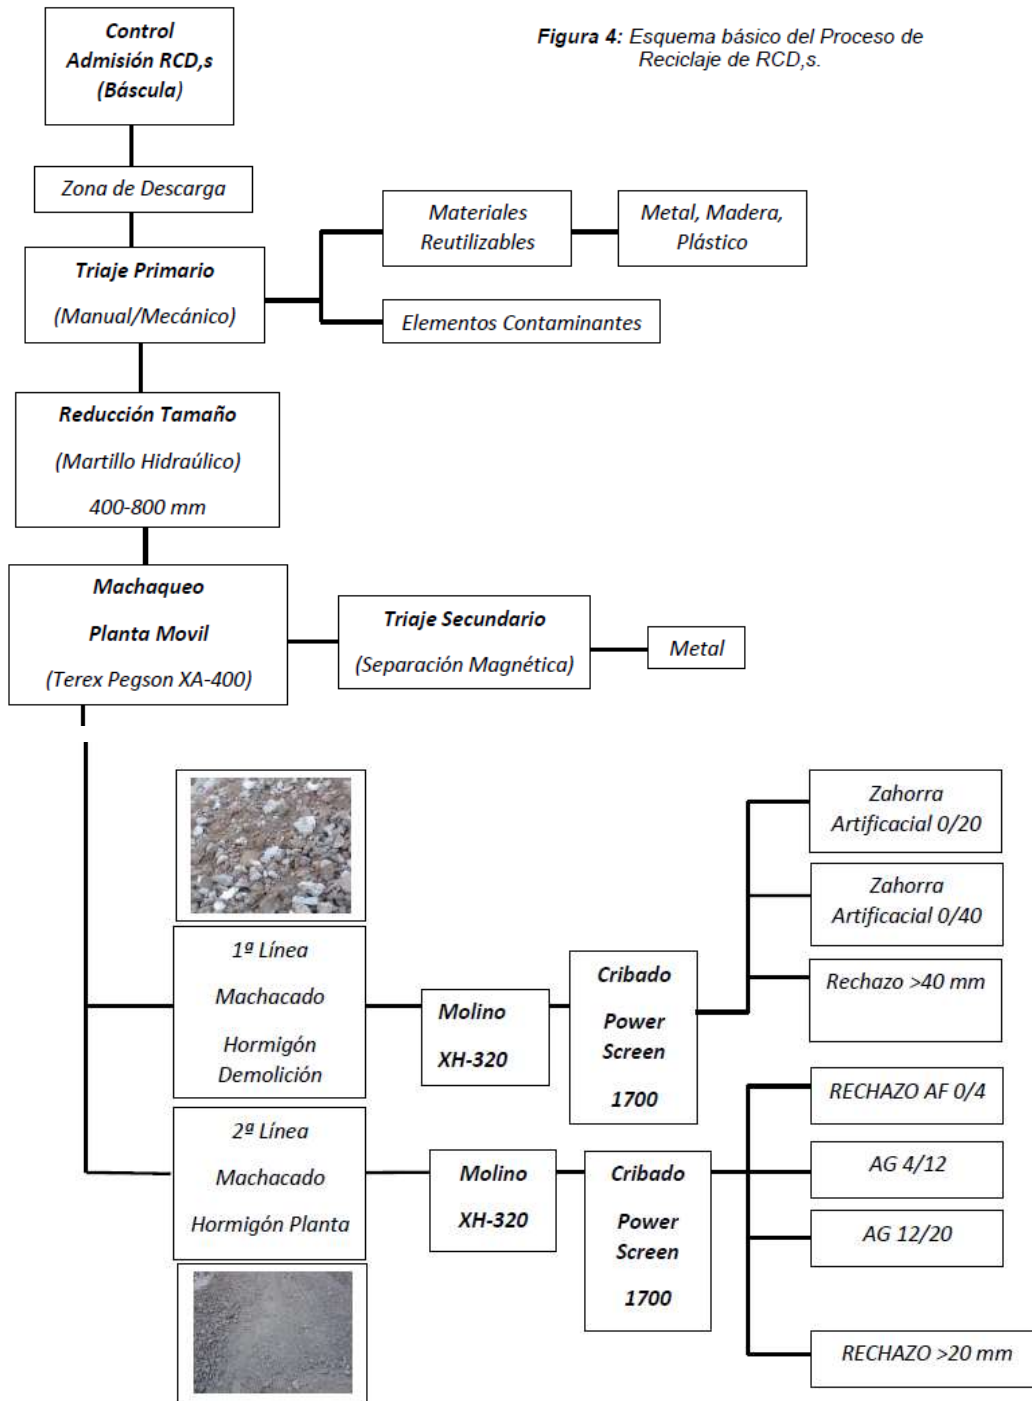 Control
Admisión RCD,s
(Báscula)
Figura 4: Esquema básico del Proceso de
Reciclaje de RCD,s.
Zona de Descarga
Materiales
Reutilizables
Metal, Madera,
Plástico
Triaje Primario
(Manual/Mecánico)
Elementos Contaminantes
Reducción Tamaño
(Martillo Hidraúlico)
400-800 mm
Machaqueo
Planta Movil
(Terex Pegson XA-400)
Triaje Secundario
(Separación Magnética)
Metal
1ª Línea
Machacado
Hormigón
Demolición
Molino
XH-320
Cribado
Power
Screen
1700
Zahorra
Artificacial 0/20
Zahorra
Artificacial 0/40
Rechazo >40 mm
2ª Línea
Machacado
Hormigón Planta
Molino
XH-320
Cribado
Power
Screen
1700
RECHAZO AF 0/4
AG 4/12
AG 12/20
RECHAZO >20 mm